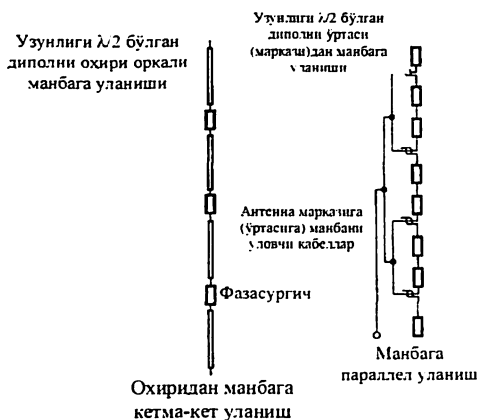 Узунлиги λ/2 бўлган
диполни охири оркали
манбага уланиши
Узунлиги λ/2 бўлган
диполни ўртаси
(маркази)дан манбага
уланиши
Антенна марказига
(ўртасига) манбани
уловчи кабеллар
Фазасургич
Манбага
параллел уланиш
Охиридан манбага
кетма-кет уланиш